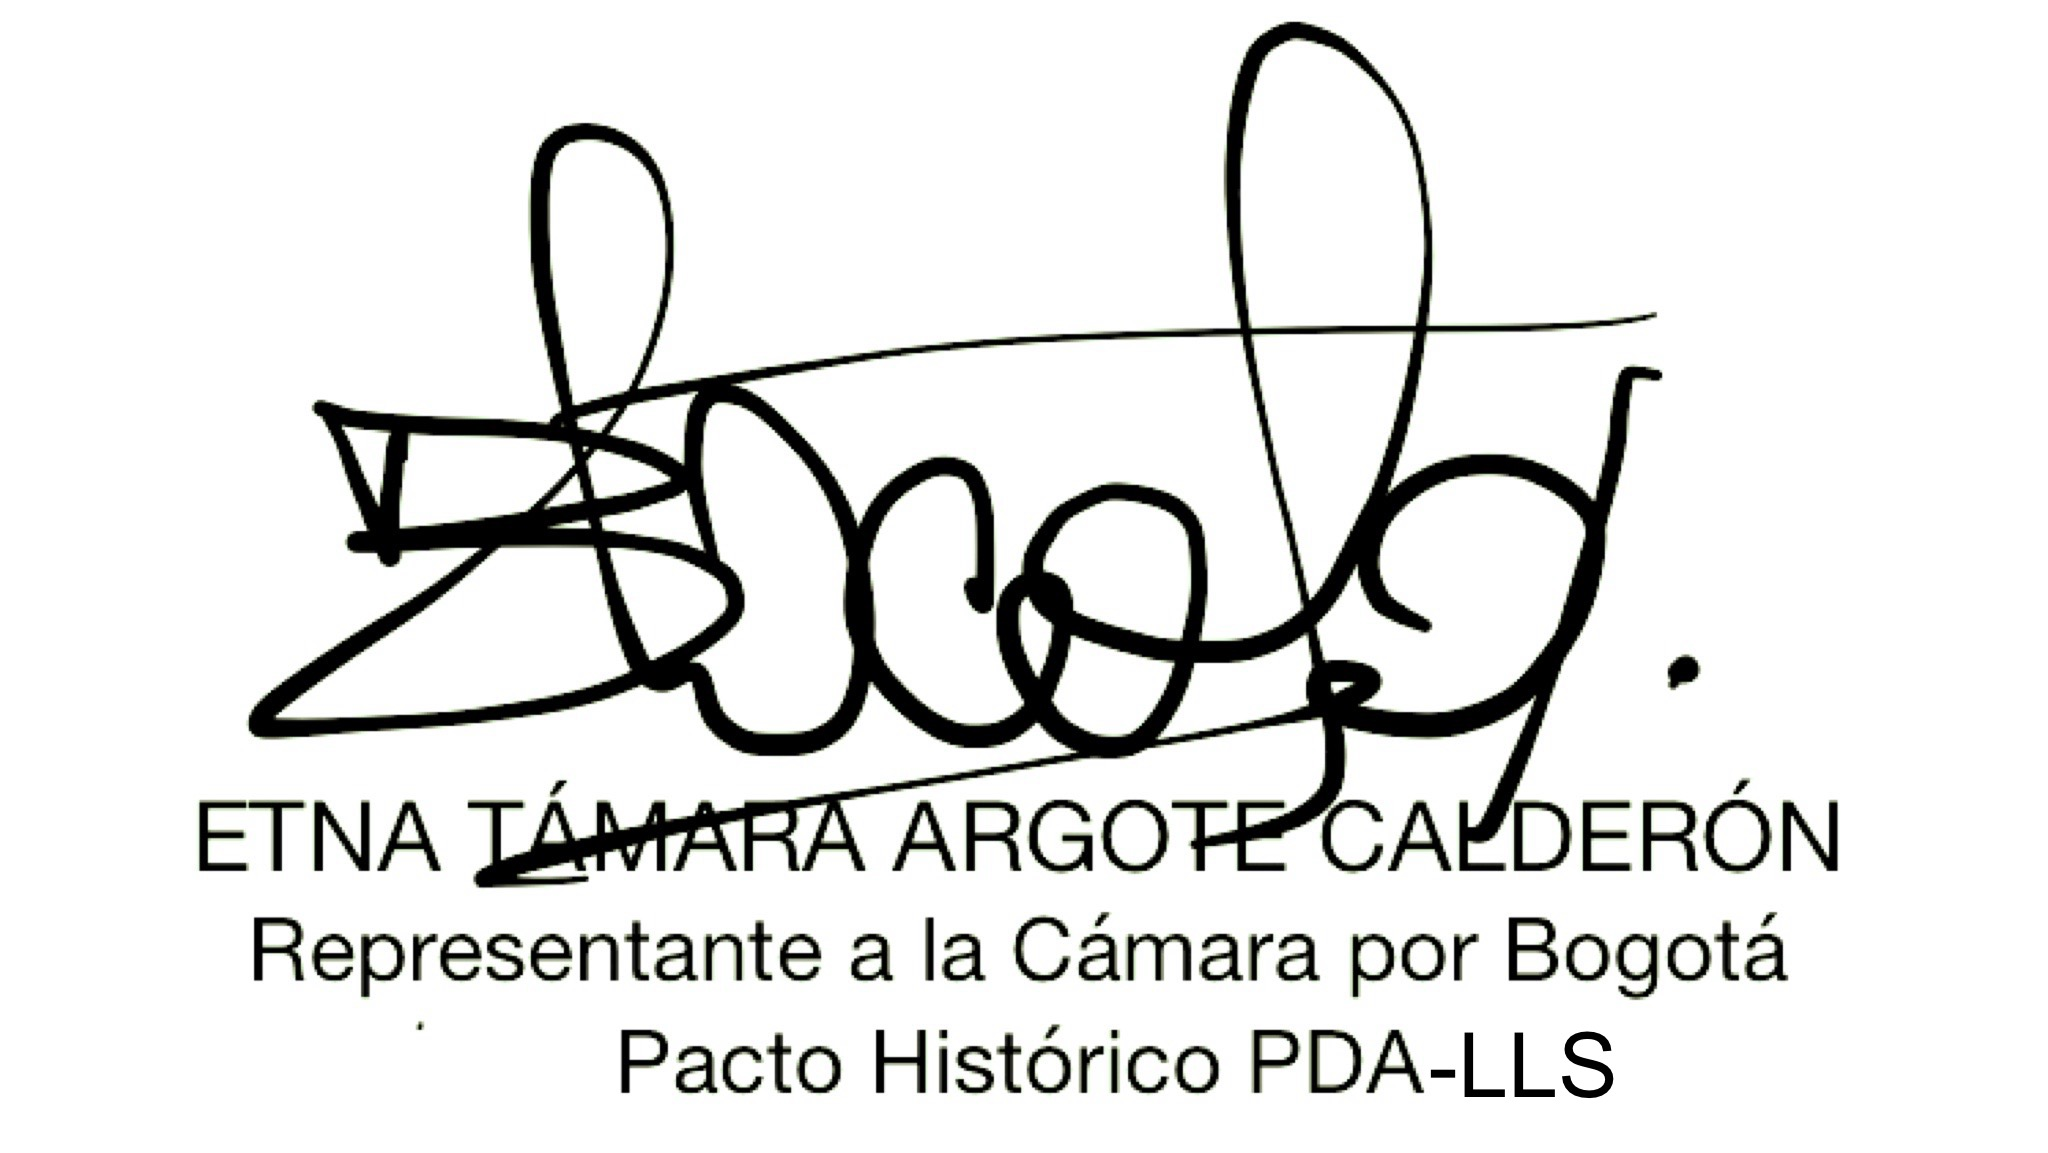 ETNA TÁMARA ARGOTE CALDERÓN
Representante a la Cámara por Bogotá
Pacto Histórico PDA-LLS